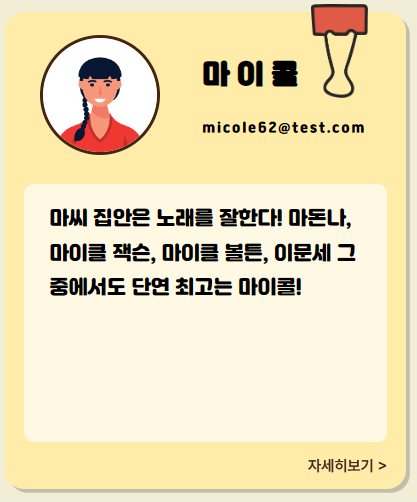 마이콜
micole62@test.com
마씨 집안은 노래를 잘한다! 마돈나,
마이클 잭슨, 마이클 볼튼, 이문세 그
중에서도 단연 최고는 마이콜!
자세히보기 >